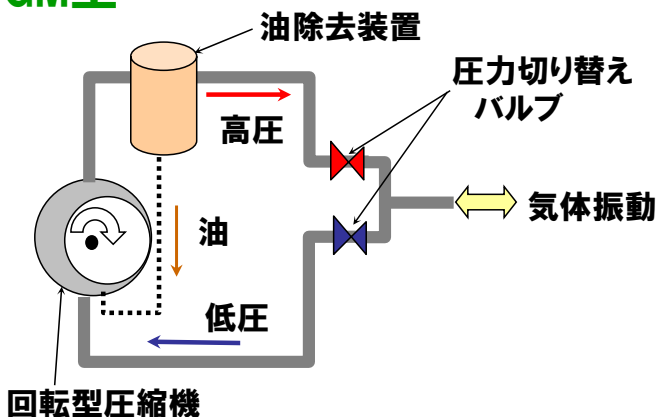 GM型
油除去装置
圧力切り替え
バルブ
高圧
気体振動
油
低圧
回転型圧縮機